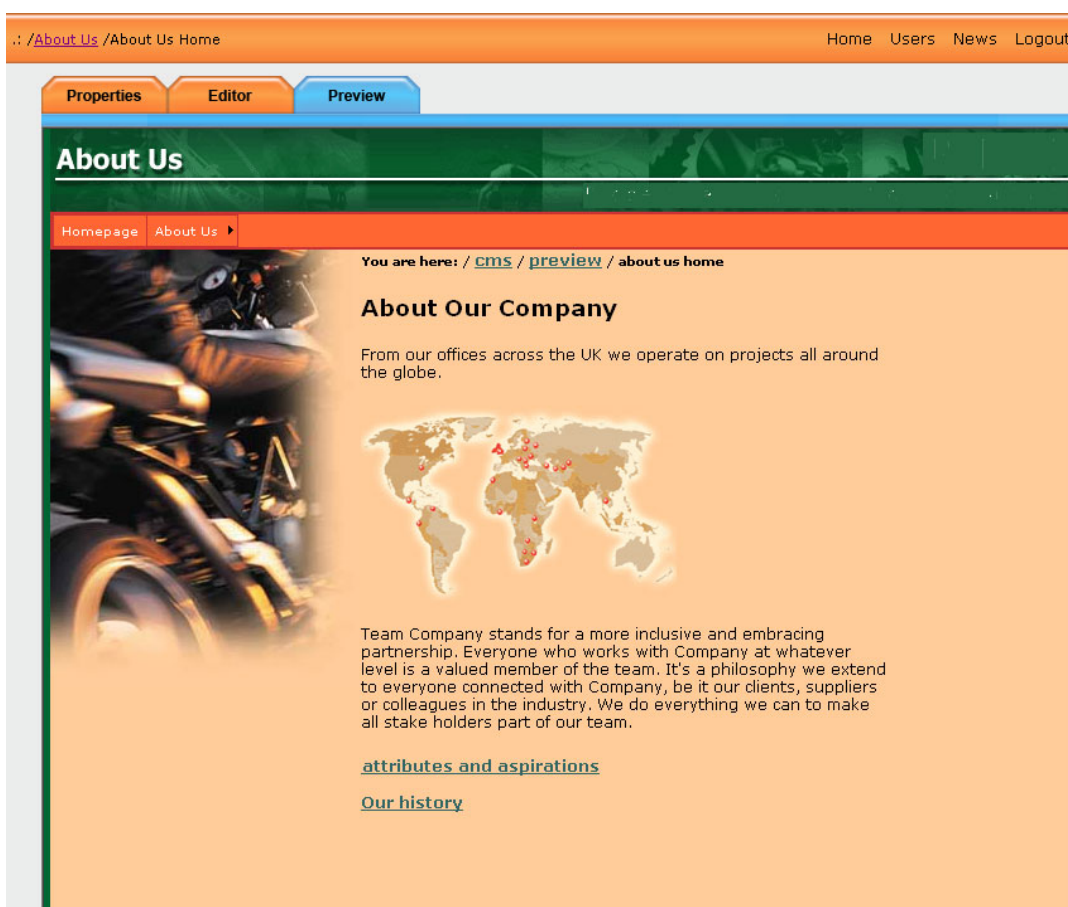 .: /About Us /About Us Home
Home Users News Logout
Properties Editor Preview
About Us
Homepage About Us
You are here: / cms / preview / about us home
About Our Company
From our offices across the UK we operate on projects all around
the globe.
Team Company stands for a more inclusive and embracing
partnership. Everyone who works with Company at whatever
level is a valued member of the team. It's a philosophy we extend
to everyone connected with Company, be it our clients, suppliers
or colleagues in the industry. We do everything we can to make
all stake holders part of our team.
attributes and aspirations
Our history